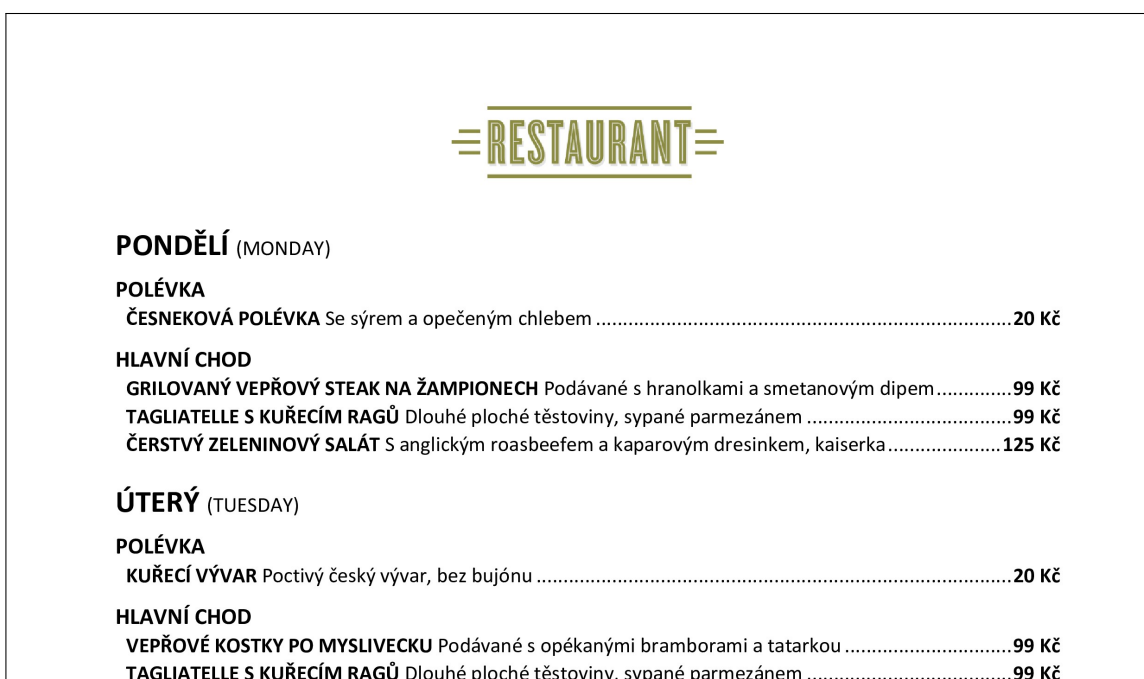 RESTAURANT
PONDĚLÍ (MONDAY)
POLÉVKA
ČESNEKOVÁ POLÉVKA Se sýrem a opečeným chlebem ................................................................................ 20 Kč
HLAVNÍ CHOD
GRILOVANÝ VEPŘOVÝ STEAK NA ŽAMPIONECH Podávané s hranolkami a smetanovým dipem .............. 99 Kč
TAGLIATELLE S KUŘECÍM RAGŮ Dlouhé ploché těstoviny, sypané parmezánem ....................................... 99 Kč
ČERSTVÝ ZELENINOVÝ SALÁT S anglickým roasbeefem a kaparovým dresinkem, kaiserka ..................... 125 Kč
ÚTERÝ (TUESDAY)
POLÉVKA
KUŘECÍ VÝVAR Poctivý český vývar, bez bujónu ........................................................................................... 20 Kč
HLAVNÍ CHOD
VEPŘOVÉ KOSTKY PO MYSLIVECKU Podávané s opékanými bramborami a tatarkou ................................ 99 Kč
TAGLIATELLE S KUŘECÍM RAGŮ Dlouhé ploché těstoviny, sypané parmezánem ....................................... 99 Kč